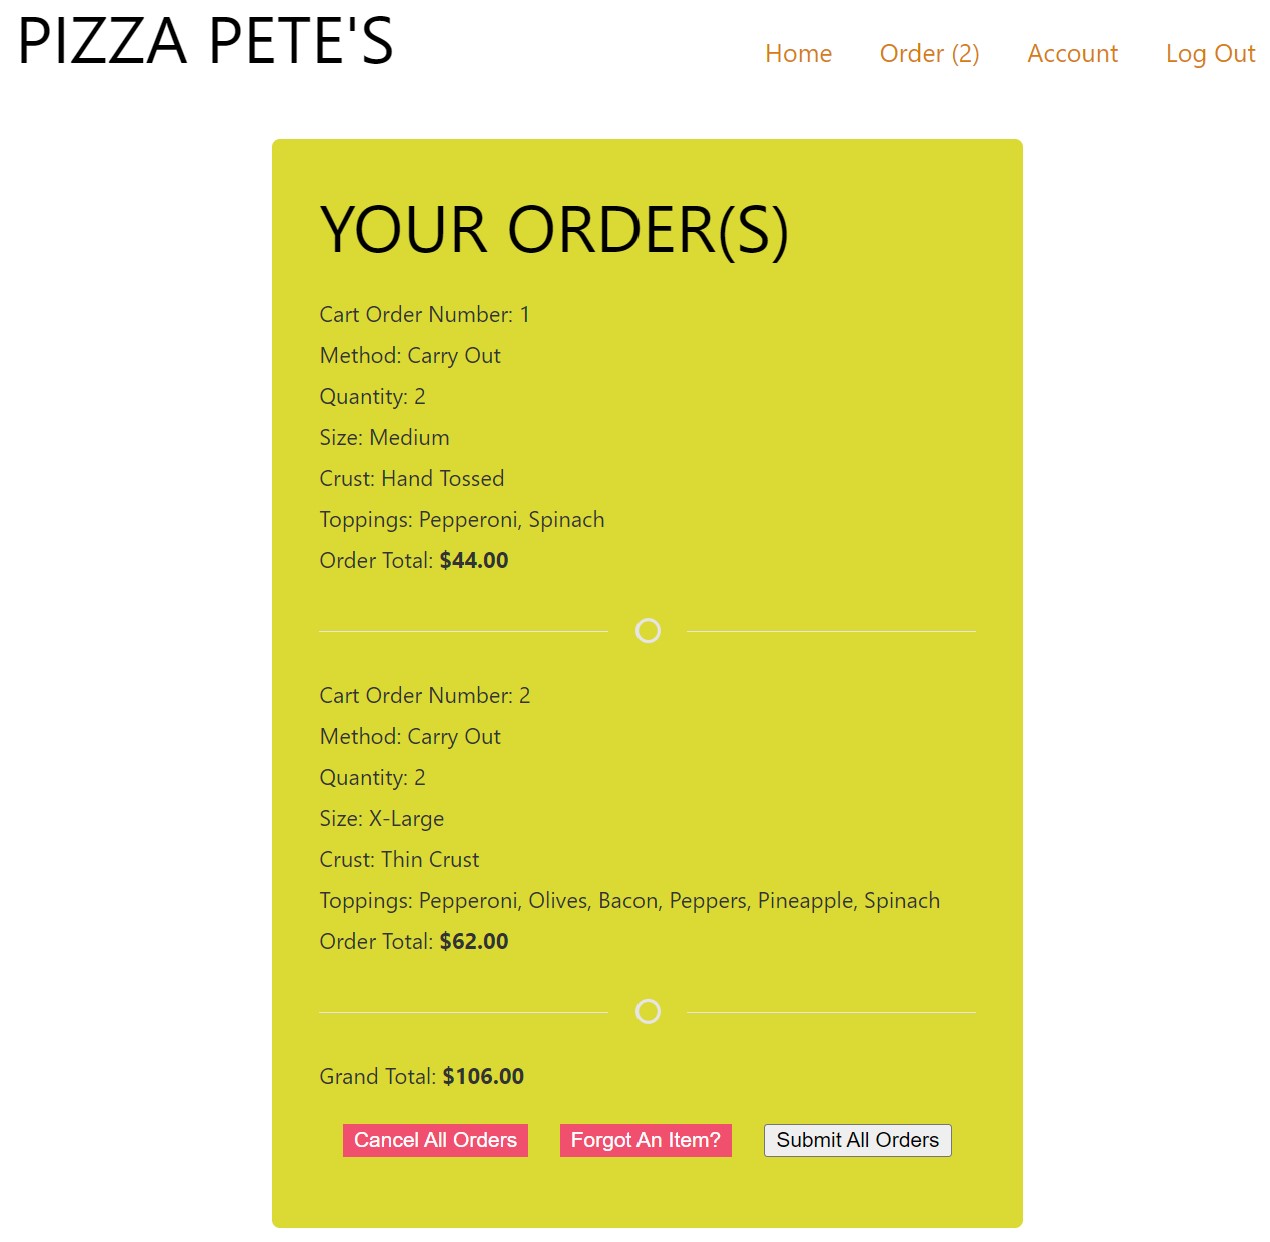 PIZZA PETE'S
Home Order (2) Account Log Out
YOUR ORDER(S)
Cart Order Number: 1
Method: Carry Out
Quantity: 2
Size: Medium
Crust: Hand Tossed
Toppings: Pepperoni, Spinach
Order Total: $44.00
Cart Order Number: 2
Method: Carry Out
Quantity: 2
Size: X-Large
Crust: Thin Crust
Toppings: Pepperoni, Olives, Bacon, Peppers, Pineapple, Spinach
Order Total: $62.00
Grand Total: $106.00
Cancel All Orders Forgot An Item? Submit All Orders